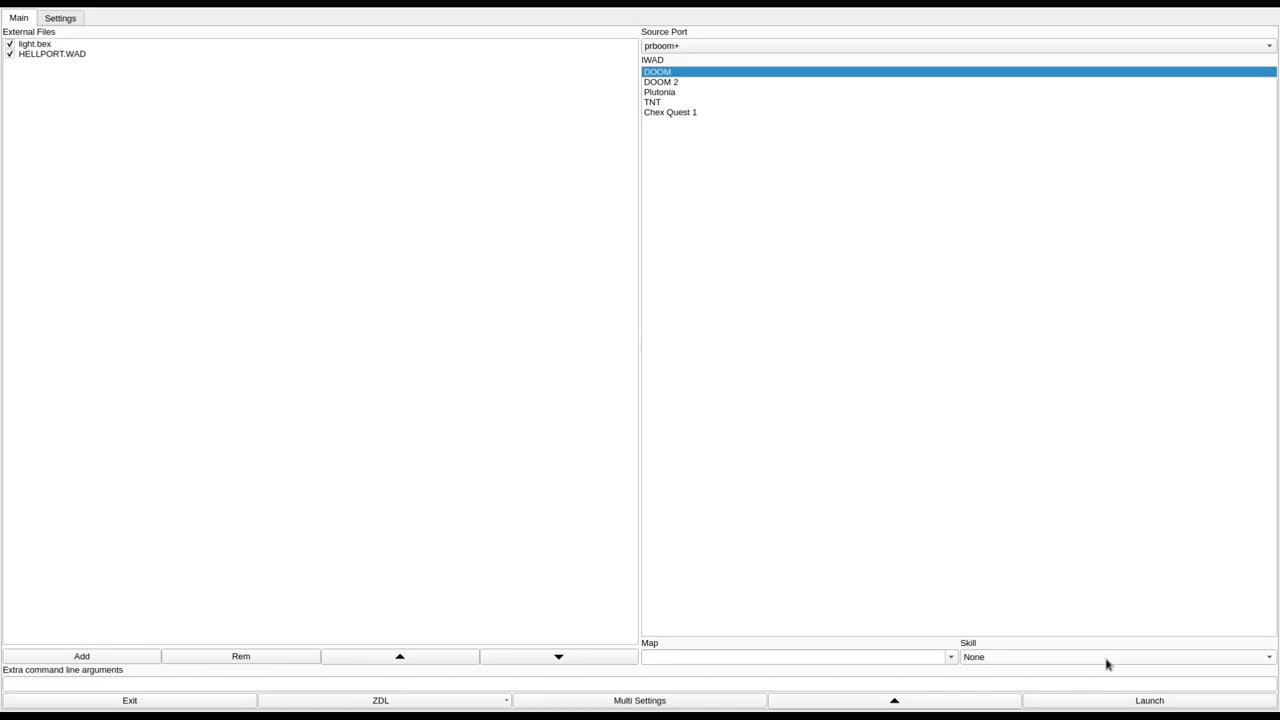 Main Settings
External Files
light.bex
HELLPORT.WAD
Source Port
prboom+
IWAD
DOOM
DOOM 2
Plutonia
TNT
Chex Quest 1
Map Skill
None
Add Rem
Extra command line arguments
Exit ZDL Multi Settings Launch